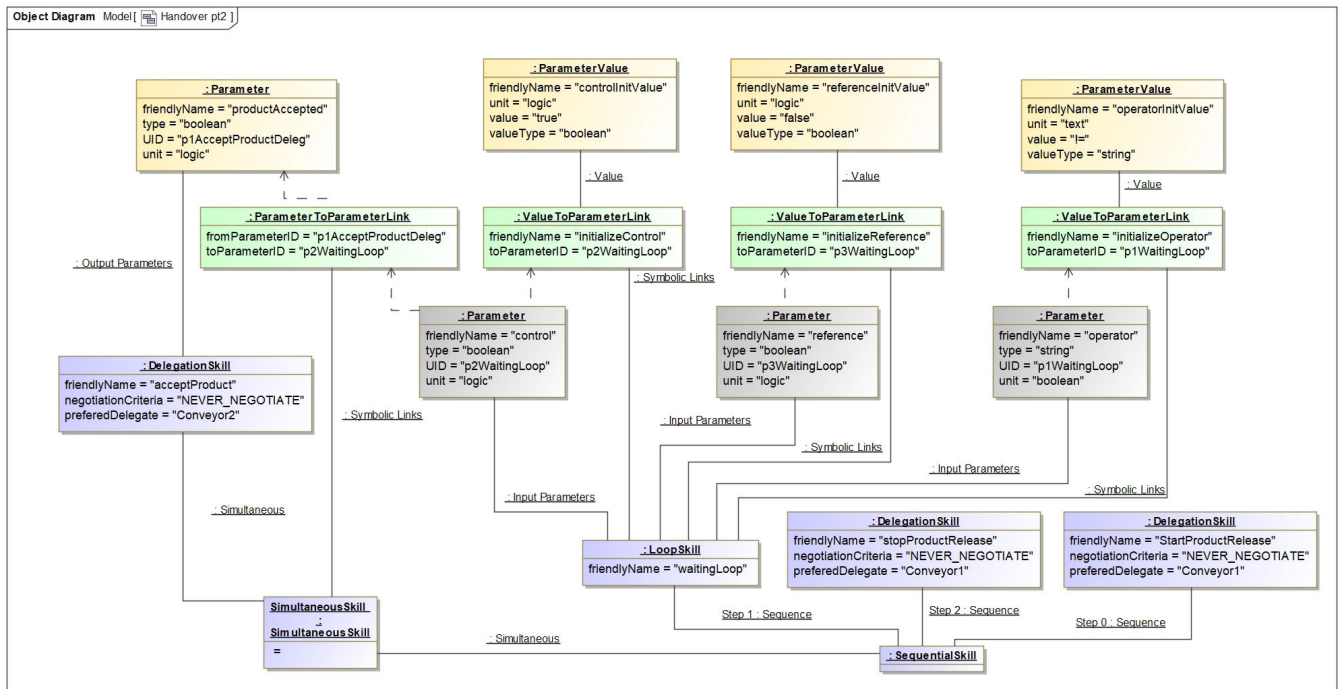 Object Diagram Model[ Handover pt2 ]
: Parameter
friendlyName = "productAccepted"
type = "boolean"
UID = "p1AcceptProductDeleg"
unit = "logic"
: ParameterValue
friendlyName = "controlInitValue"
unit = "logic"
value = "true"
valueType = "boolean"
: ParameterValue
friendlyName = "referenceInitValue"
unit = "logic"
value = "false"
valueType = "boolean"
: ParameterValue
friendlyName = "operatorInitValue"
unit = "text"
value = "!="
valueType = "string"
: Value
: Value
: Value
: ParameterToParameterLink
fromParameterID = "p1AcceptProductDeleg"
toParameterID = "p2WaitingLoop"
: ValueToParameterLink
friendlyName = "initializeControl"
toParameterID = "p2WaitingLoop"
: ValueToParameterLink
friendlyName = "initializeReference"
toParameterID = "p3WaitingLoop"
: ValueToParameterLink
friendlyName = "initializeOperator"
toParameterID = "p1WaitingLoop"
: Output Parameters
: Symbolic Links
: Parameter
friendlyName = "control"
type = "boolean"
UID = "p2WaitingLoop"
unit = "logic"
: Parameter
friendlyName = "reference"
type = "boolean"
UID = "p3WaitingLoop"
unit = "logic"
: Parameter
friendlyName = "operator"
type = "string"
UID = "p1WaitingLoop"
unit = "boolean"
: DelegationSkill
friendlyName = "acceptProduct"
negotiationCriteria = "NEVER_NEGOTIATE"
preferedDelegate = "Conveyor2"
: Symbolic Links
: Input Parameters
: Symbolic Links
: Input Parameters
: Symbolic Links
: Input Parameters
: Simultaneous
: LoopSkill
friendlyName = "waitingLoop"
: DelegationSkill
friendlyName = "stopProductRelease"
negotiationCriteria = "NEVER_NEGOTIATE"
preferedDelegate = "Conveyor1"
: DelegationSkill
friendlyName = "StartProductRelease"
negotiationCriteria = "NEVER_NEGOTIATE"
preferedDelegate = "Conveyor1"
Step 1 : Sequence
Step 2 : Sequence
Step 0 : Sequence
SimultaneousSkill
:
SimultaneousSkill
=
: Simultaneous
: SequentialSkill